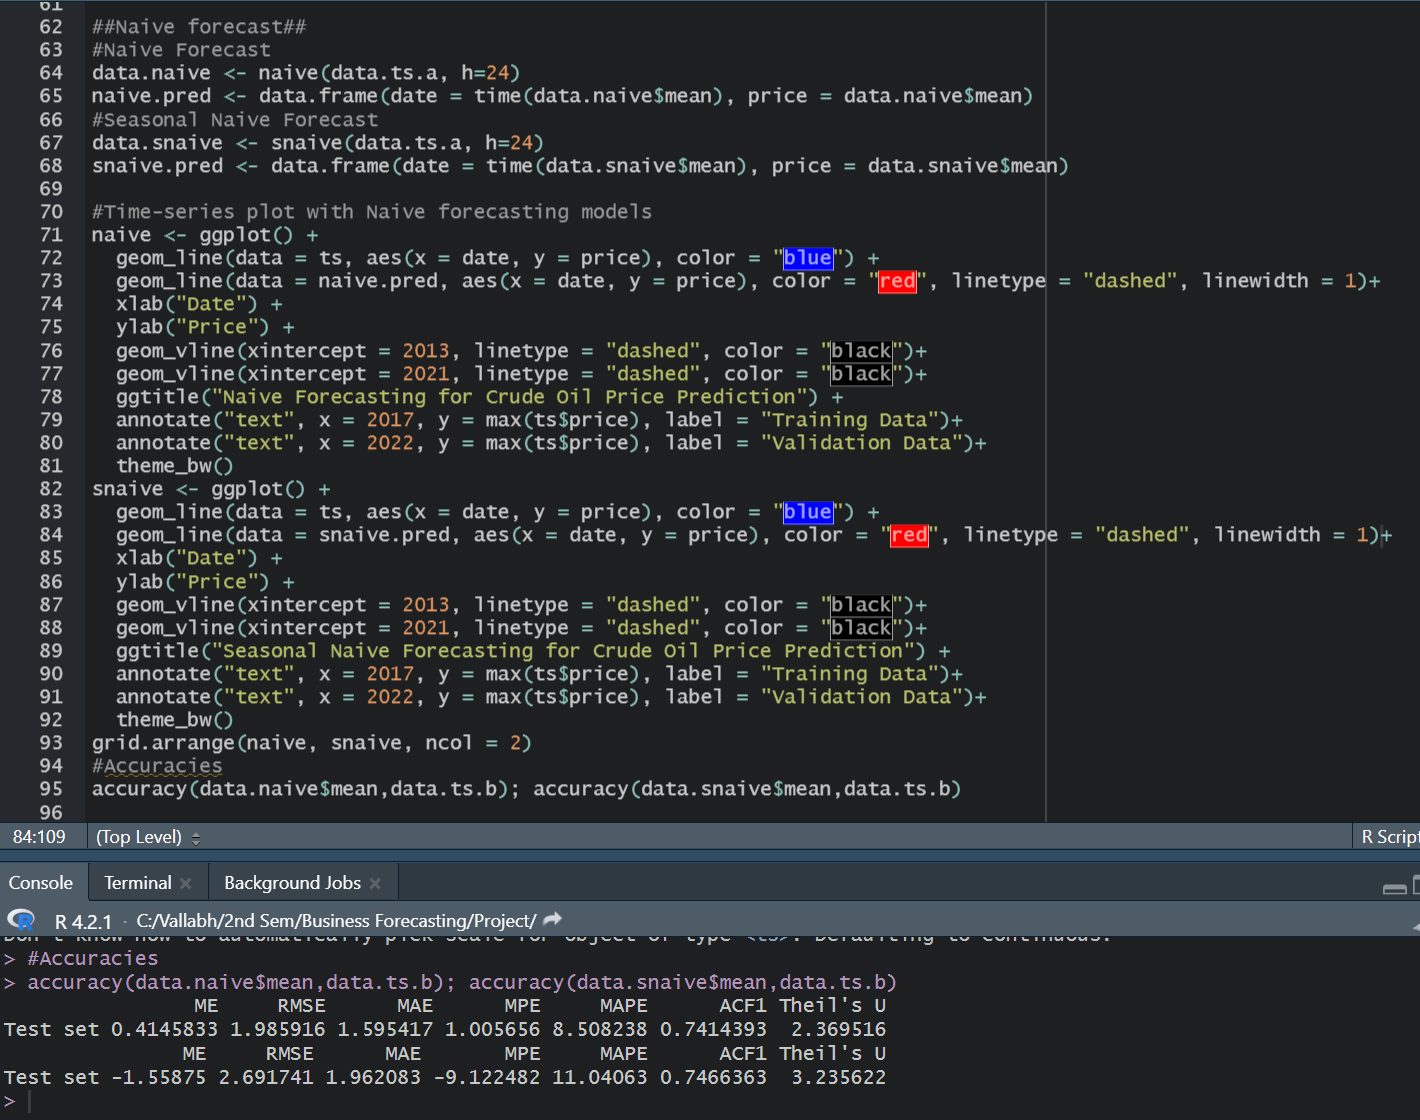 61
62 ##Naive forecast##
63 #Naive Forecast
64 data.naive <- naive(data.ts.a, h=24)
65 naive.pred <- data.frame(date = time(data.naive$mean), price = data.naive$mean)
66 #Seasonal Naive Forecast
67 data.snaive <- snaive(data.ts.a, h=24)
68 snaive.pred <- data.frame(date = time(data.snaive$mean), price = data.snaive$mean)
69
70 #Time-series plot with Naive forecasting models
71 naive <- ggplot() +
72 geom_line(data = ts, aes(x = date, y = price), color = "blue") +
73 geom_line(data = naive.pred, aes(x = date, y = price), color = "red", linetype = "dashed", linewidth = 1)+
74 xlab("Date") +
75 ylab("Price") +
76 geom_vline(xintercept = 2013, linetype = "dashed", color = "black")+
77 geom_vline(xintercept = 2021, linetype = "dashed", color = "black")+
78 ggtitle("Naive Forecasting for Crude Oil Price Prediction") +
79 annotate("text", x = 2017, y = max(ts$price), label = "Training Data")+
80 annotate("text", x = 2022, y = max(ts$price), label = "Validation Data")+
81 theme_bw()
82 snaive <- ggplot() +
83 geom_line(data = ts, aes(x = date, y = price), color = "blue") +
84 geom_line(data = snaive.pred, aes(x = date, y = price), color = "red", linetype = "dashed", linewidth = 1)+
85 xlab("Date") +
86 ylab("Price") +
87 geom_vline(xintercept = 2013, linetype = "dashed", color = "black")+
88 geom_vline(xintercept = 2021, linetype = "dashed", color = "black")+
89 ggtitle("Seasonal Naive Forecasting for Crude Oil Price Prediction") +
90 annotate("text", x = 2017, y = max(ts$price), label = "Training Data")+
91 annotate("text", x = 2022, y = max(ts$price), label = "Validation Data")+
92 theme_bw()
93 grid.arrange(naive, snaive, ncol = 2)
94 #Accuracies
95 accuracy(data.naive$mean,data.ts.b); accuracy(data.snaive$mean,data.ts.b)
96
84:109 (Top Level) R Script
Console Terminal Background Jobs
R R 4.2.1 · C:/Vallabh/2nd Sem/Business Forecasting/Project/
Don't know how to automatically pick scale for object of type <ts>. Defaulting to continuous.
> #Accuracies
> accuracy(data.naive$mean,data.ts.b); accuracy(data.snaive$mean,data.ts.b)
ME RMSE MAE MPE MAPE ACF1 Theil's U
Test set 0.4145833 1.985916 1.595417 1.005656 8.508238 0.7414393 2.369516
ME RMSE MAE MPE MAPE ACF1 Theil's U
Test set -1.55875 2.691741 1.962083 -9.122482 11.04063 0.7466363 3.235622
>